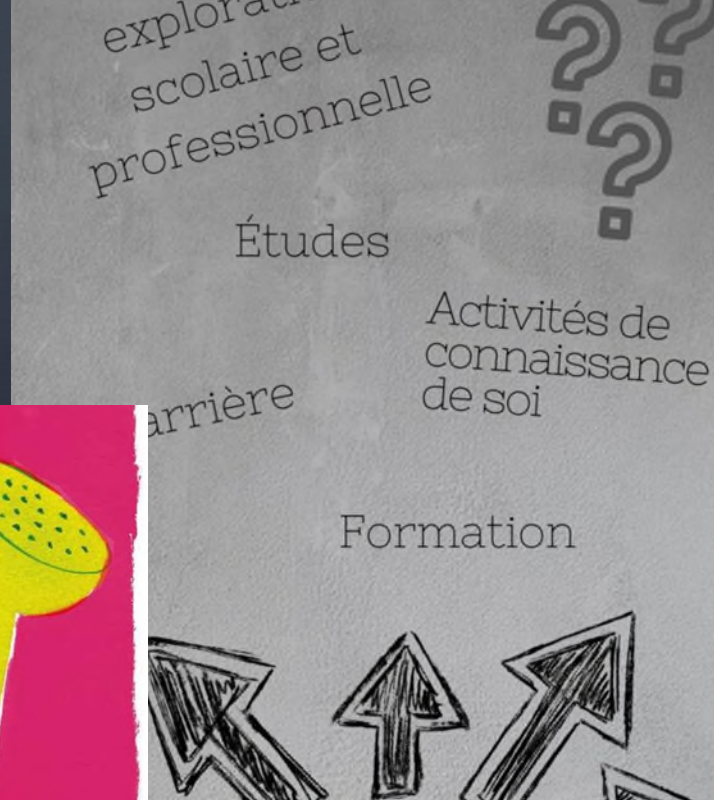 scolaire et
professionnelle
Études
Activités de
connaissance
de soi
Formation